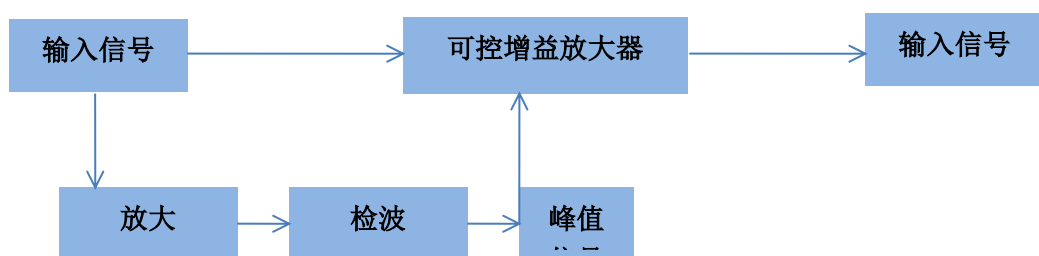 输入信号
可控增益放大器
输入信号
放大
检波
峰值